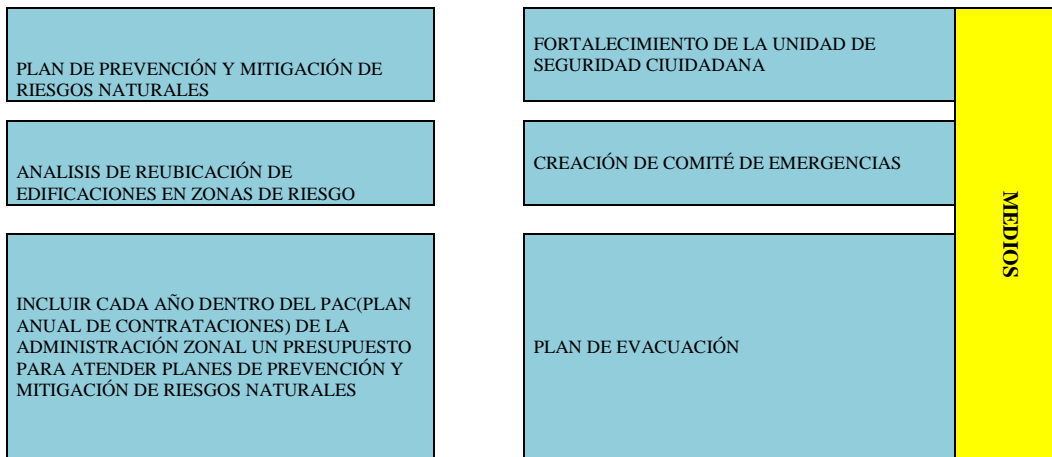 PLAN DE PREVENCIÓN Y MITIGACIÓN DE
RIESGOS NATURALES
FORTALECIMIENTO DE LA UNIDAD DE
SEGURIDAD CIUIDADANA
ANALISIS DE REUBICACIÓN DE
EDIFICACIONES EN ZONAS DE RIESGO
CREACIÓN DE COMITÉ DE EMERGENCIAS
INCLUIR CADA AÑO DENTRO DEL PAC(PLAN
ANUAL DE CONTRATACIONES) DE LA
ADMINISTRACIÓN ZONAL UN PRESUPUESTO
PARA ATENDER PLANES DE PREVENCIÓN Y
MITIGACIÓN DE RIESGOS NATURALES
PLAN DE EVACUACIÓN
MEDIOS